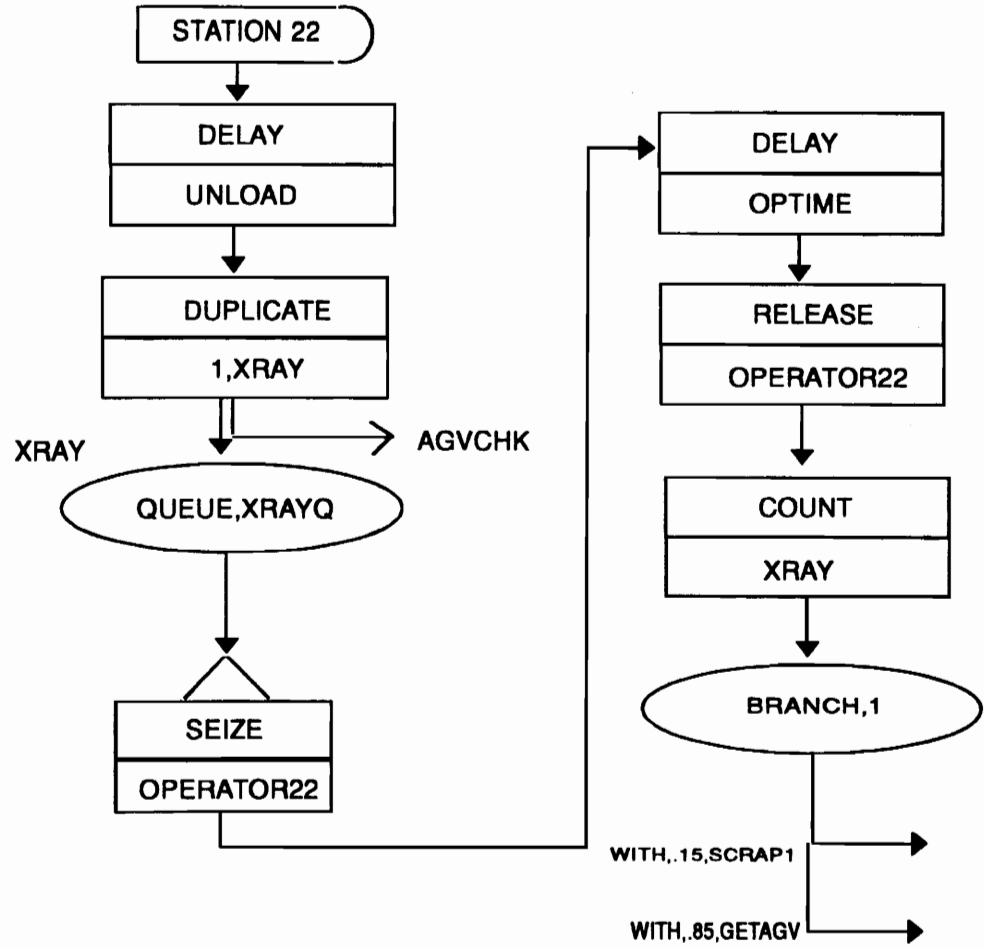 STATION 22
DELAY
UNLOAD
DUPLICATE
1,XRAY
AGVCHK
XRAY
QUEUE,XRAYQ
SEIZE
OPERATOR22
DELAY
OPTIME
RELEASE
OPERATOR22
COUNT
XRAY
BRANCH,1
WITH,.15,SCRAP1
WITH,.85,GETAGV